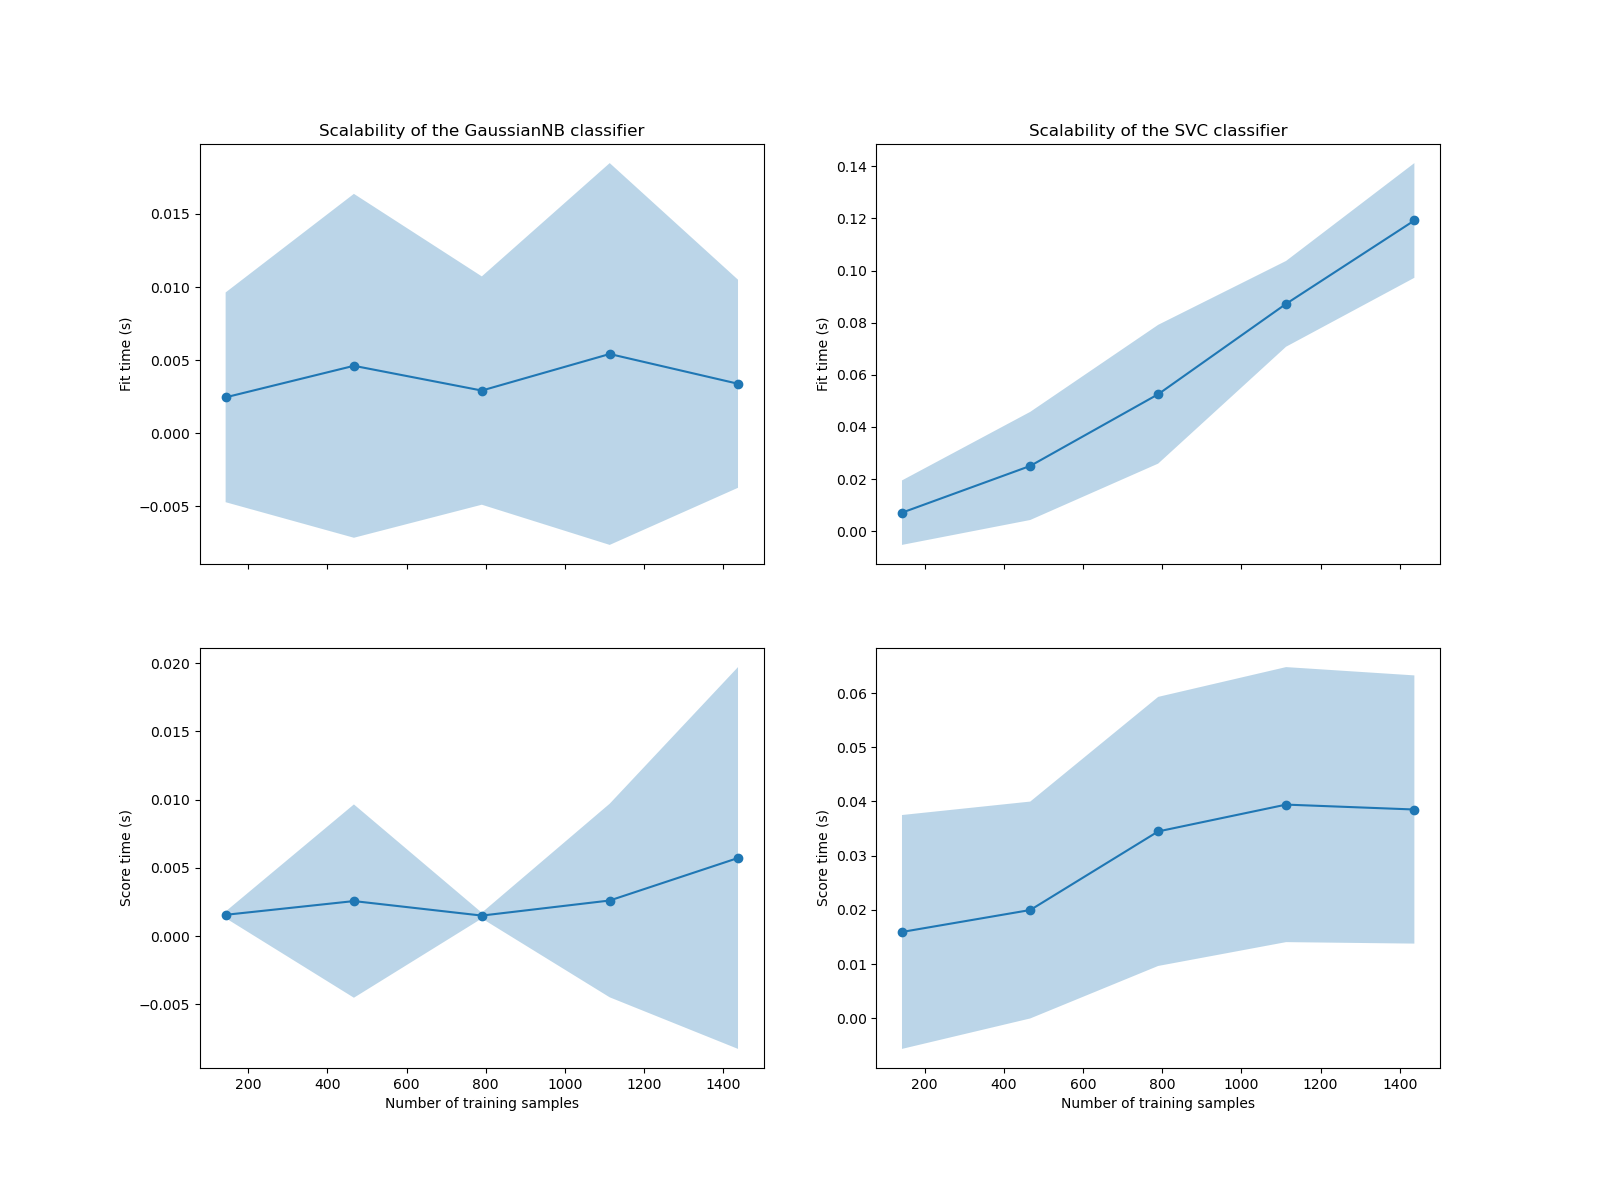 Scalability of the GaussianNB classifier
Scalability of the SVC classifier
0.015
0.010
0.005
0.000
−0.005
Fit time (s)
0.14
0.12
0.10
0.08
0.06
0.04
0.02
0.00
Fit time (s)
0.020
0.015
0.010
0.005
0.000
−0.005
Score time (s)
200 400 600 800 1000 1200 1400
Number of training samples
0.06
0.05
0.04
0.03
0.02
0.01
0.00
Score time (s)
200 400 600 800 1000 1200 1400
Number of training samples